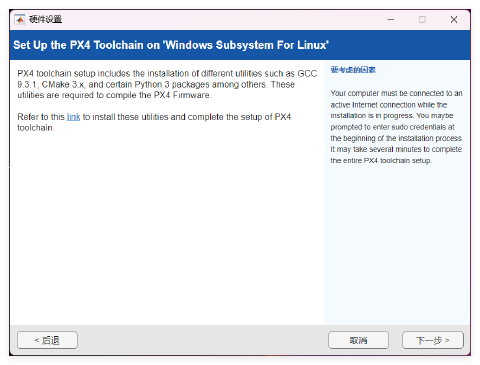 硬件设置
Set Up the PX4 Toolchain on 'Windows Subsystem For Linux'
PX4 toolchain setup includes the installation of different utilities such as GCC
9.3.1, CMake 3.x, and certain Python 3 packages among others. These
utilities are required to compile the PX4 Firmware.
Refer to this link to install these utilities and complete the setup of PX4
toolchain.
要考虑的因素
Your computer must be connected to an
active Internet connection while the
installation is in progress. You maybe
prompted to enter sudo credentials at
the beginning of the installation process.
It may take several minutes to complete
the entire PX4 toolchain setup.
< 后退
取消
下一步 >